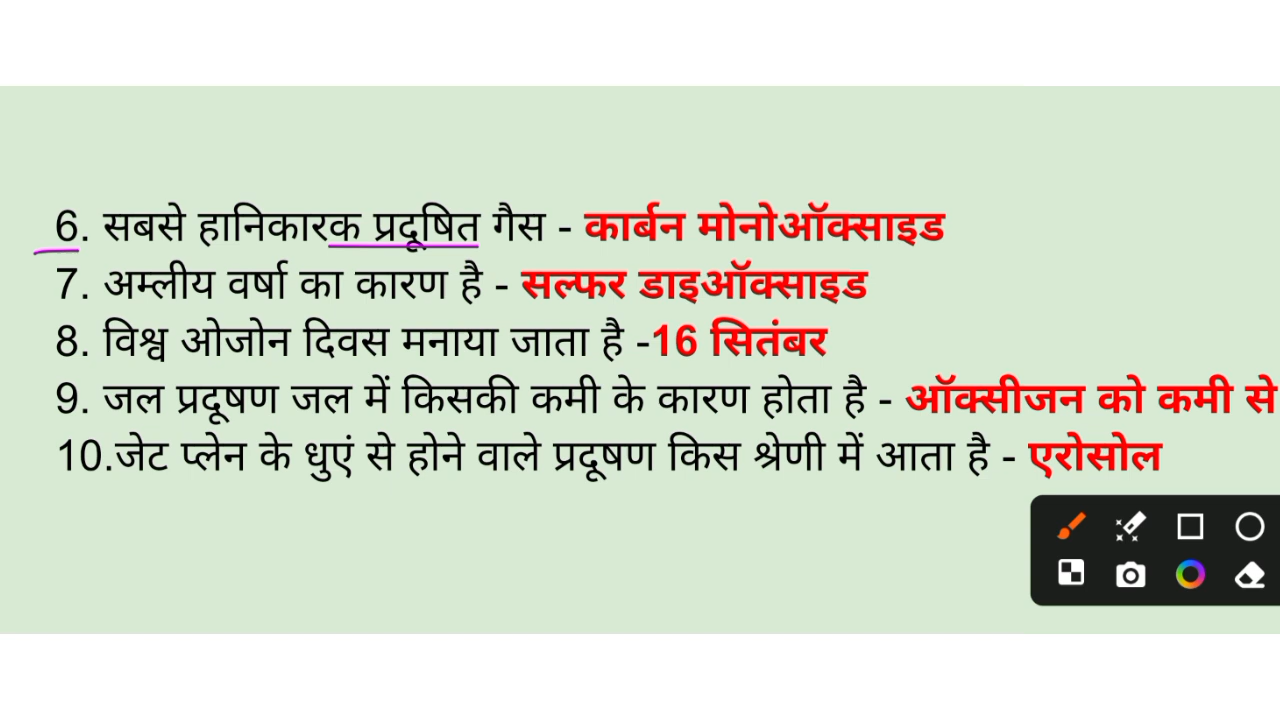 6. सबसे हानिकारक प्रदूषित गैस - कार्बन मोनोऑक्साइड
7. अम्लीय वर्षा का कारण है - सल्फर डाइऑक्साइड
8. विश्व ओजोन दिवस मनाया जाता है -16 सितंबर
9. जल प्रदूषण जल में किसकी कमी के कारण होता है - ऑक्सीजन को कमी से
10.जेट प्लेन के धुएं से होने वाले प्रदूषण किस श्रेणी में आता है - एरोसोल